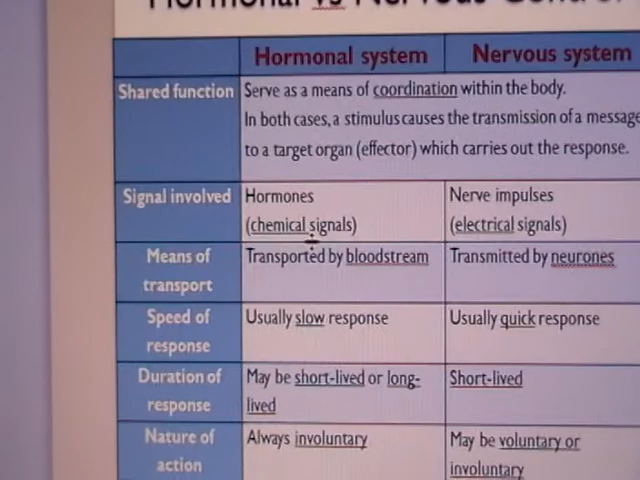 Hormonal vs Nervous Control
Hormonal system Nervous system
Shared function Serve as a means of coordination within the body.
In both cases, a stimulus causes the transmission of a message
to a target organ (effector) which carries out the response.
Signal involved Hormones Nerve impulses
(chemical signals) (electrical signals)
Means of Transported by bloodstream Transmitted by neurones
transport
Speed of Usually slow response Usually quick response
response
Duration of May be short-lived or long- Short-lived
response lived
Nature of Always involuntary May be voluntary or
action involuntary